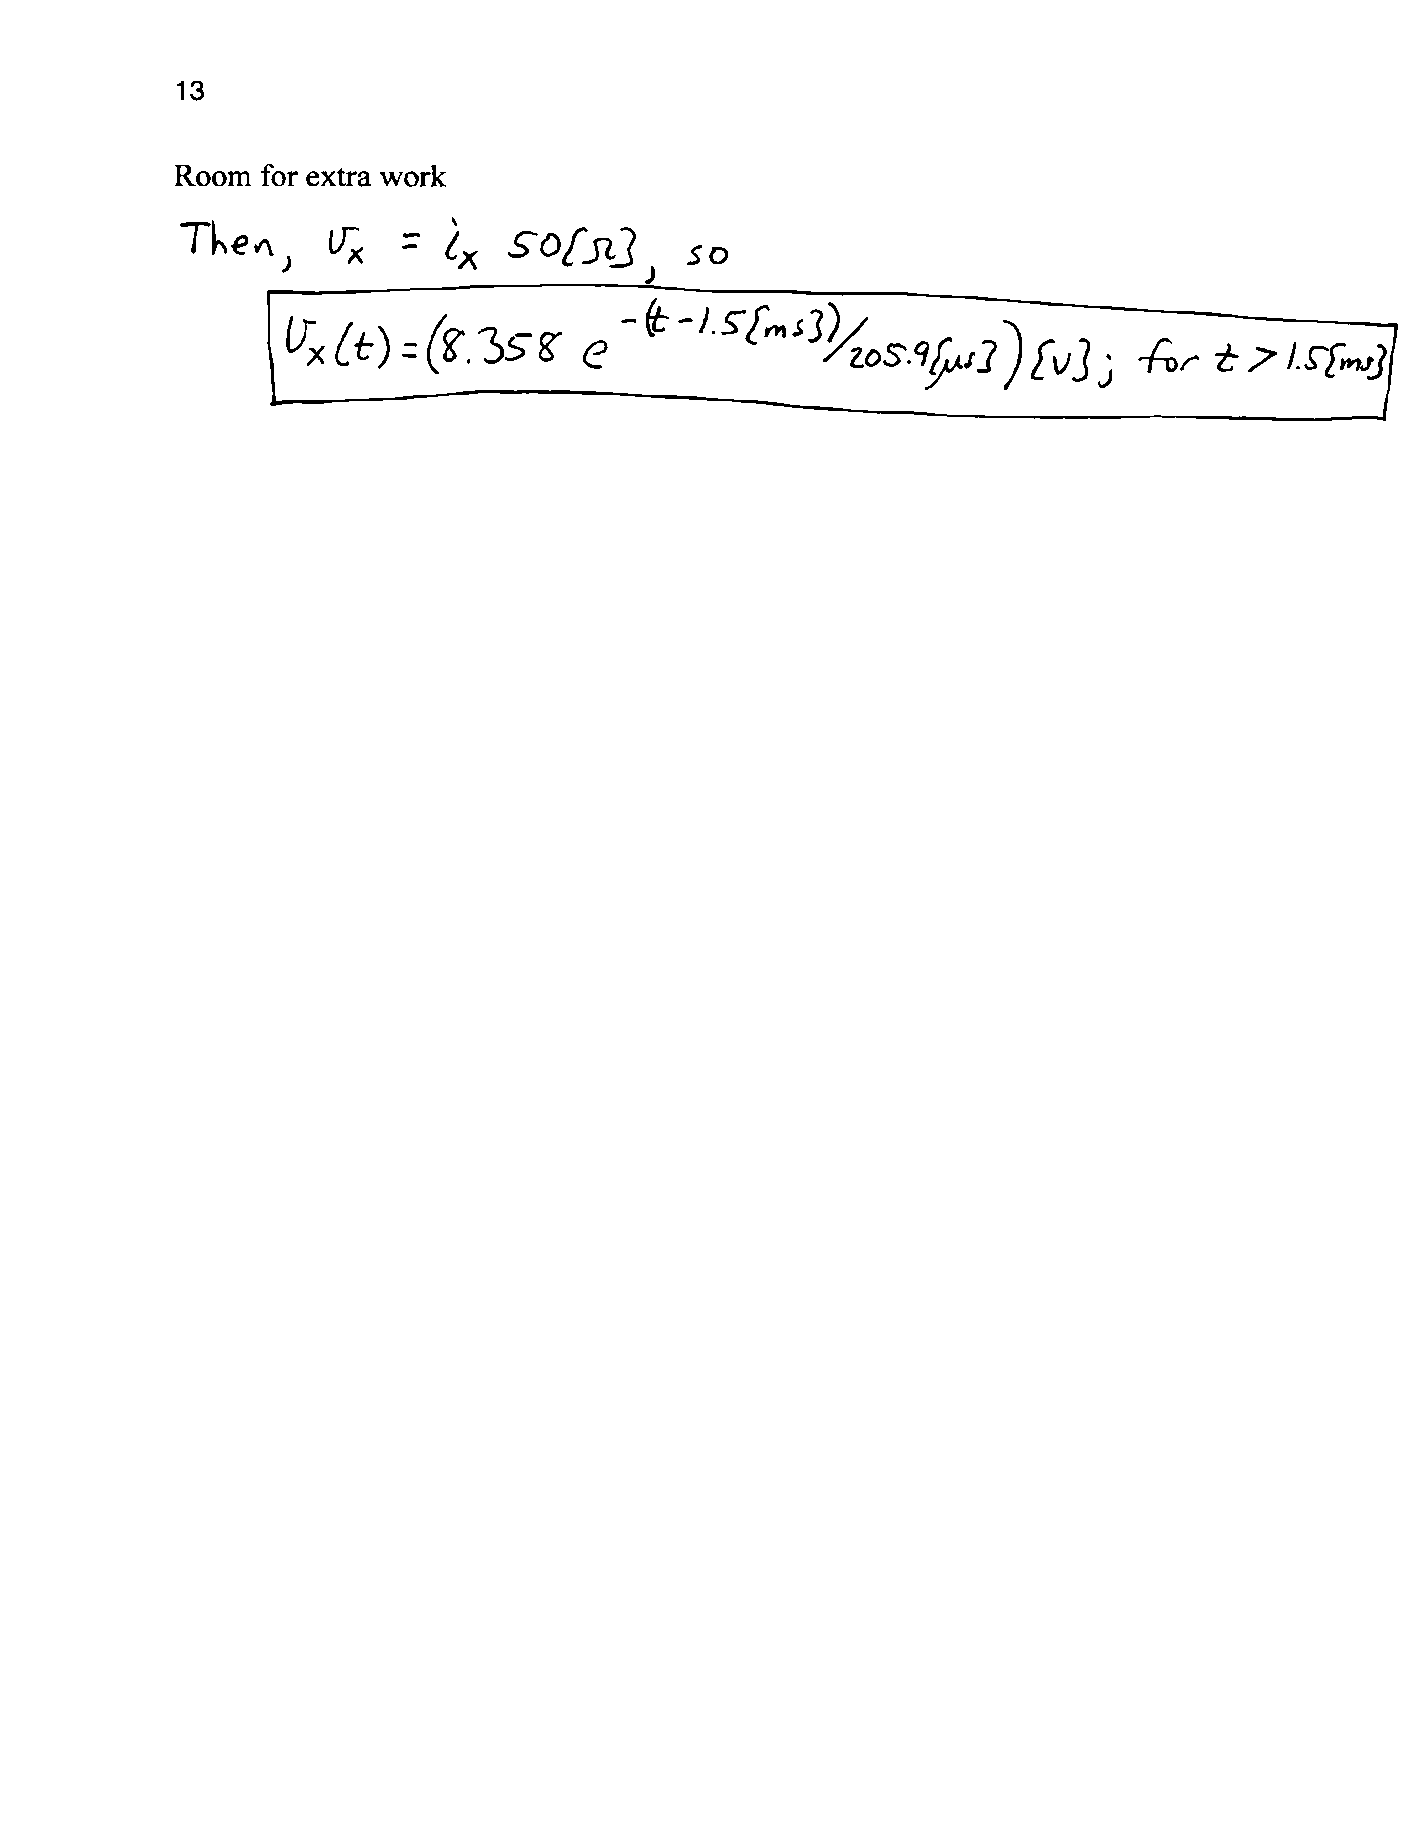 13
Room for extra work
Then, vₓ = iₓ 50[Ω], so
vₓ(t)=(8.358 e^-(t-1.5[ms])/205.9[μs])[V]; for t > 1.5[ms]